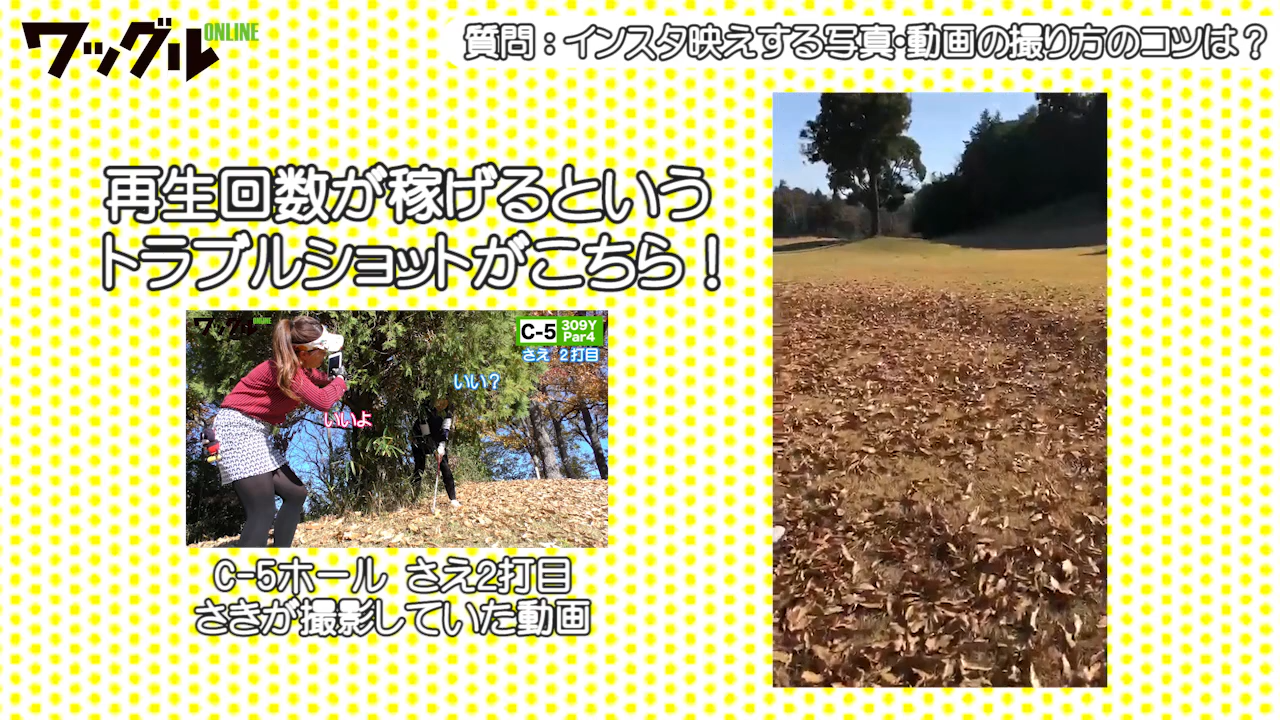 ワッグル ONLINE
質問：インスタ映えする写真・動画の撮り方のコツは？
再生回数が稼げるという
トラブルショットがこちら！
ワッグル ONLINE
C-5 309Y Par4
さえ 2打目
いい？
いいよ
C-5ホール さえ2打目
さきが撮影していた動画